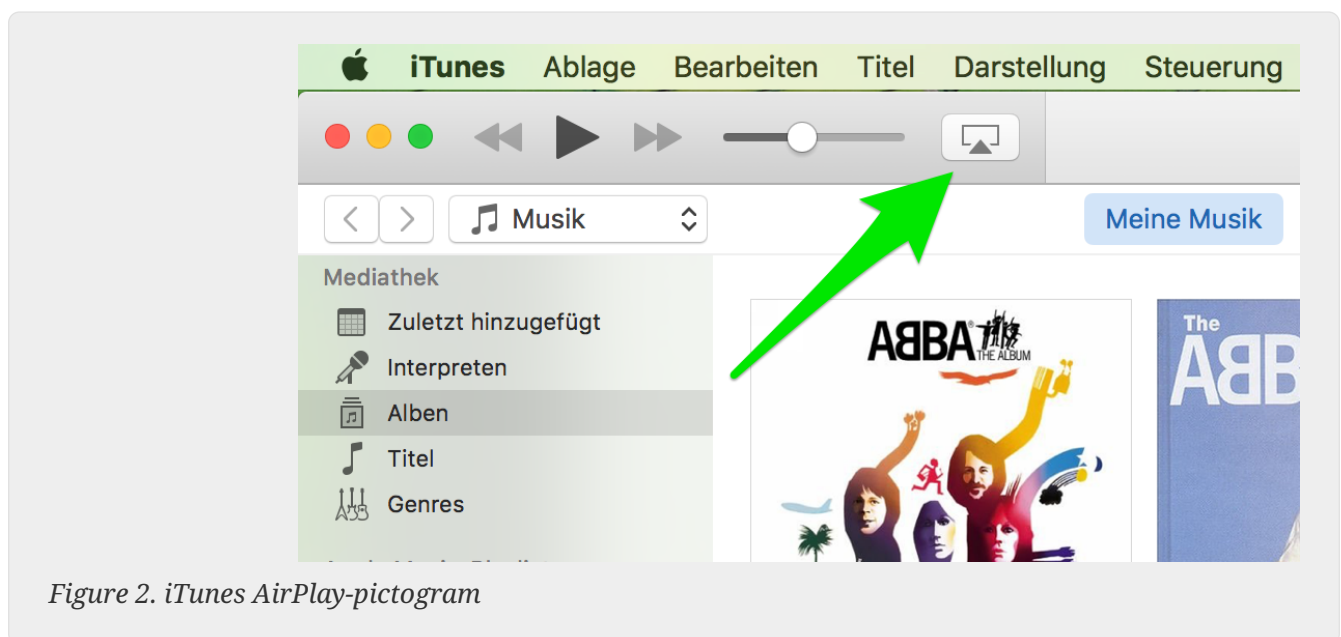 iTunes Ablage Bearbeiten Titel Darstellung Steuerung
Musik
Meine Musik
Mediathek
Zuletzt hinzugefügt
Interpreten
Alben
Titel
Genres
ABBA
THE ALBUM
The
ABB
Figure 2. iTunes AirPlay-pictogram